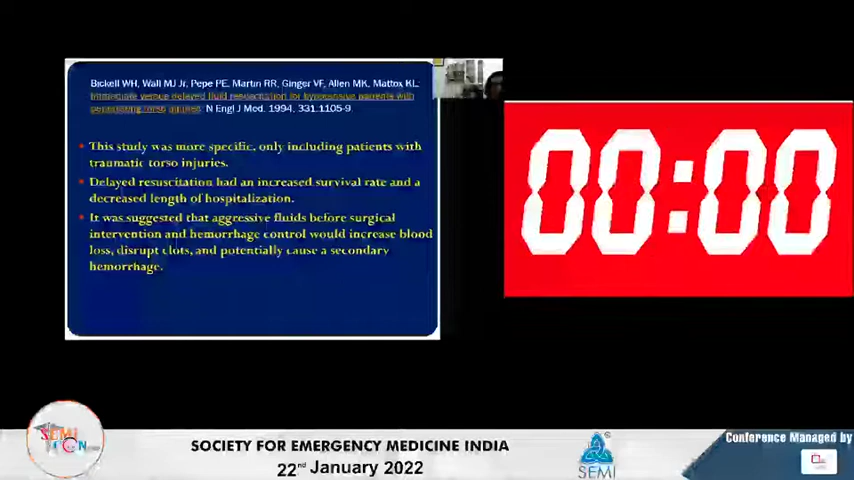 Bickell WH, Wall MJ Jr, Pepe PE, Martin RR, Ginger VF, Allen MK, Mattox KL:
Immediate versus delayed fluid resuscitation for hypotensive patients with
penetrating torso injuries. N Engl J Med. 1994, 331:1105-9.
This study was more specific, only including patients with
traumatic torso injuries.
Delayed resuscitation had an increased survival rate and a
decreased length of hospitalization.
It was suggested that aggressive fluids before surgical
intervention and hemorrhage control would increase blood
loss, disrupt clots, and potentially cause a secondary
hemorrhage.
00:00
SOCIETY FOR EMERGENCY MEDICINE INDIA
22nd January 2022
SEMI
Conference Managed by